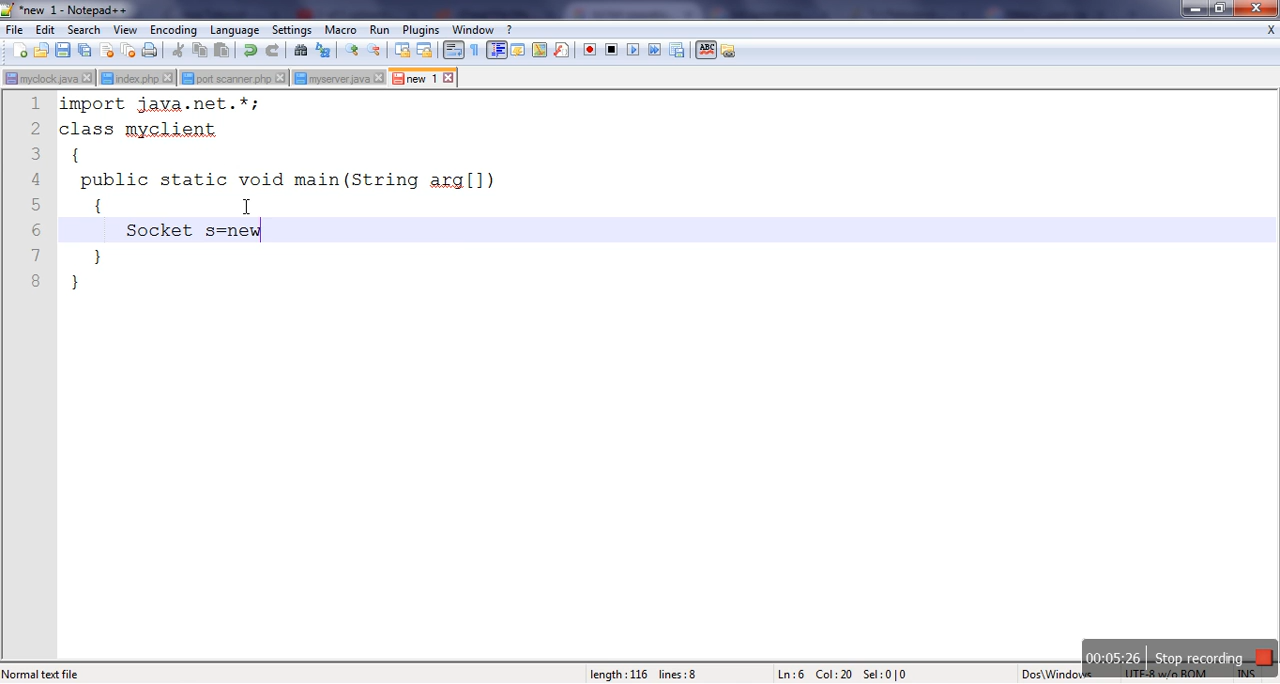 *new 1 - Notepad++
File Edit Search View Encoding Language Settings Macro Run Plugins Window ? X
ABC
myclock.java index.php port scanner.php myserver.java new 1
1 import java.net.*;
2 class myclient
3 {
4 public static void main(String arg[])
5 {
6 Socket s=new
7 }
8 }
00:05:26 Stop recording
Normal text file length : 116 lines : 8 Ln : 6 Col : 20 Sel : 0 | 0 Dos\Windows UTF-8 w/o BOM INS